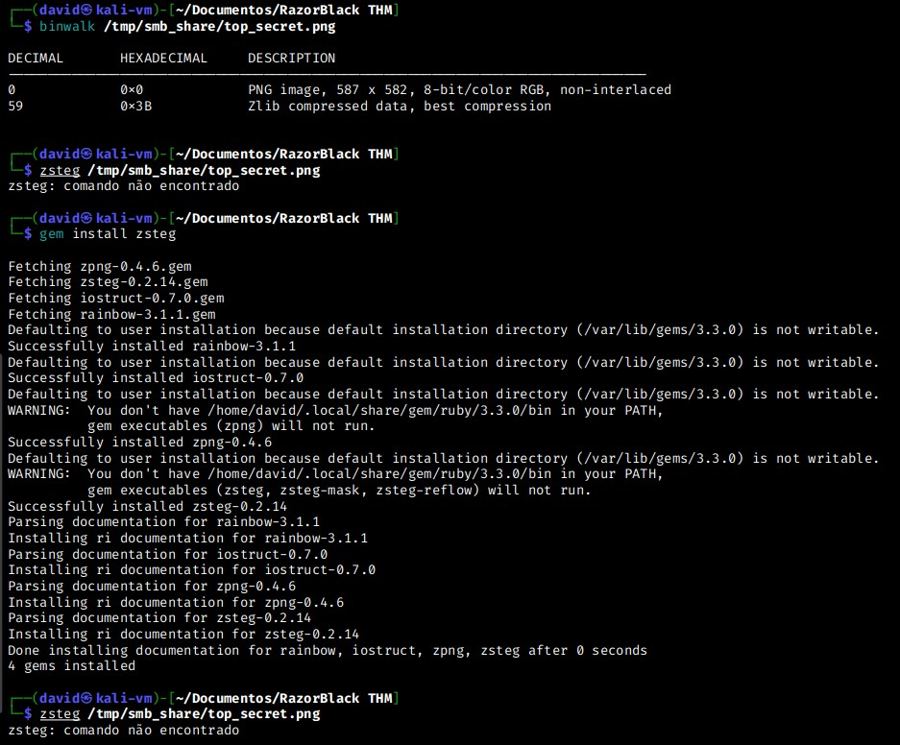 ┌──(david㉿kali-vm)-[~/Documentos/RazorBlack THM]
└─$ binwalk /tmp/smb_share/top_secret.png
DECIMAL       HEXADECIMAL     DESCRIPTION
0             0×0             PNG image, 587 x 582, 8-bit/color RGB, non-interlaced
59            0×3B            Zlib compressed data, best compression
┌──(david㉿kali-vm)-[~/Documentos/RazorBlack THM]
└─$ zsteg /tmp/smb_share/top_secret.png
zsteg: comando não encontrado
┌──(david㉿kali-vm)-[~/Documentos/RazorBlack THM]
└─$ gem install zsteg
Fetching zpng-0.4.6.gem
Fetching zsteg-0.2.14.gem
Fetching iostruct-0.7.0.gem
Fetching rainbow-3.1.1.gem
Defaulting to user installation because default installation directory (/var/lib/gems/3.3.0) is not writable.
Successfully installed rainbow-3.1.1
Defaulting to user installation because default installation directory (/var/lib/gems/3.3.0) is not writable.
Successfully installed iostruct-0.7.0
Defaulting to user installation because default installation directory (/var/lib/gems/3.3.0) is not writable.
WARNING:  You don't have /home/david/.local/share/gem/ruby/3.3.0/bin in your PATH,
          gem executables (zpng) will not run.
Successfully installed zpng-0.4.6
Defaulting to user installation because default installation directory (/var/lib/gems/3.3.0) is not writable.
WARNING:  You don't have /home/david/.local/share/gem/ruby/3.3.0/bin in your PATH,
          gem executables (zsteg, zsteg-mask, zsteg-reflow) will not run.
Successfully installed zsteg-0.2.14
Parsing documentation for rainbow-3.1.1
Installing ri documentation for rainbow-3.1.1
Parsing documentation for iostruct-0.7.0
Installing ri documentation for iostruct-0.7.0
Parsing documentation for zpng-0.4.6
Installing ri documentation for zpng-0.4.6
Parsing documentation for zsteg-0.2.14
Installing ri documentation for zsteg-0.2.14
Done installing documentation for rainbow, iostruct, zpng, zsteg after 0 seconds
4 gems installed
┌──(david㉿kali-vm)-[~/Documentos/RazorBlack THM]
└─$ zsteg /tmp/smb_share/top_secret.png
zsteg: comando não encontrado